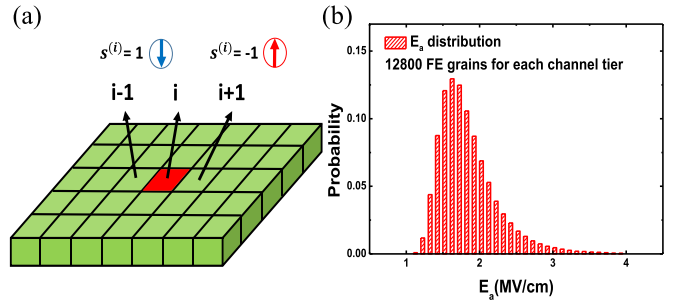 (a)
s(i)= 1
s(i)= -1
i-1
i
i+1
(b)
Ea distribution
12800 FE grains for each channel tier
Probability
0.15
0.10
0.05
0.00
1
2
3
4
Ea(MV/cm)